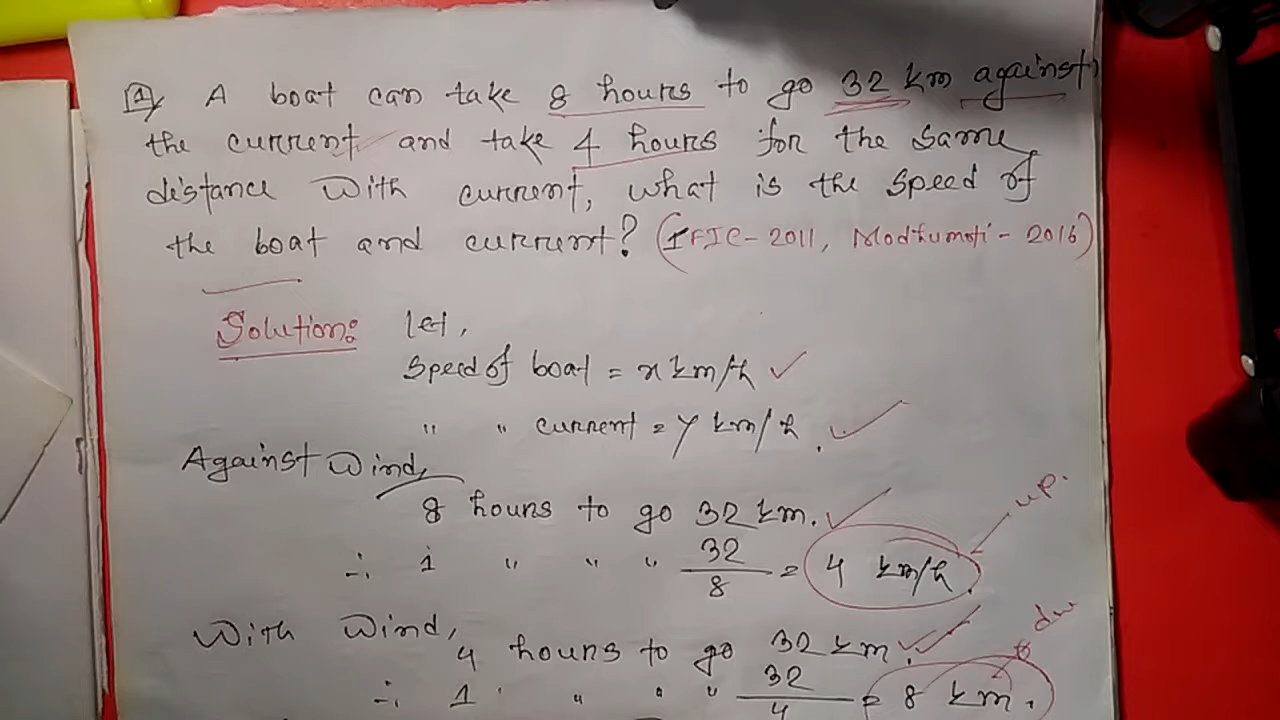 1/ A boat can take 8 hours to go 32 km against
the current and take 4 hours for the same
distance with current, what is the speed of
the boat and current? (IFIC-2011, Modhumoti - 2016)
Solution: let,
Speed of boat = x km/h ✓
" " current = y km/h. ✓
Against Wind,
8 hours to go 32 km. ✓
up.
∴ 1 " " " 32/8 = 4 km/h.
With Wind,
dw
4 hours to go 32 km. ✓✓
∴ 1 " " " " 32/4 = 8 km.